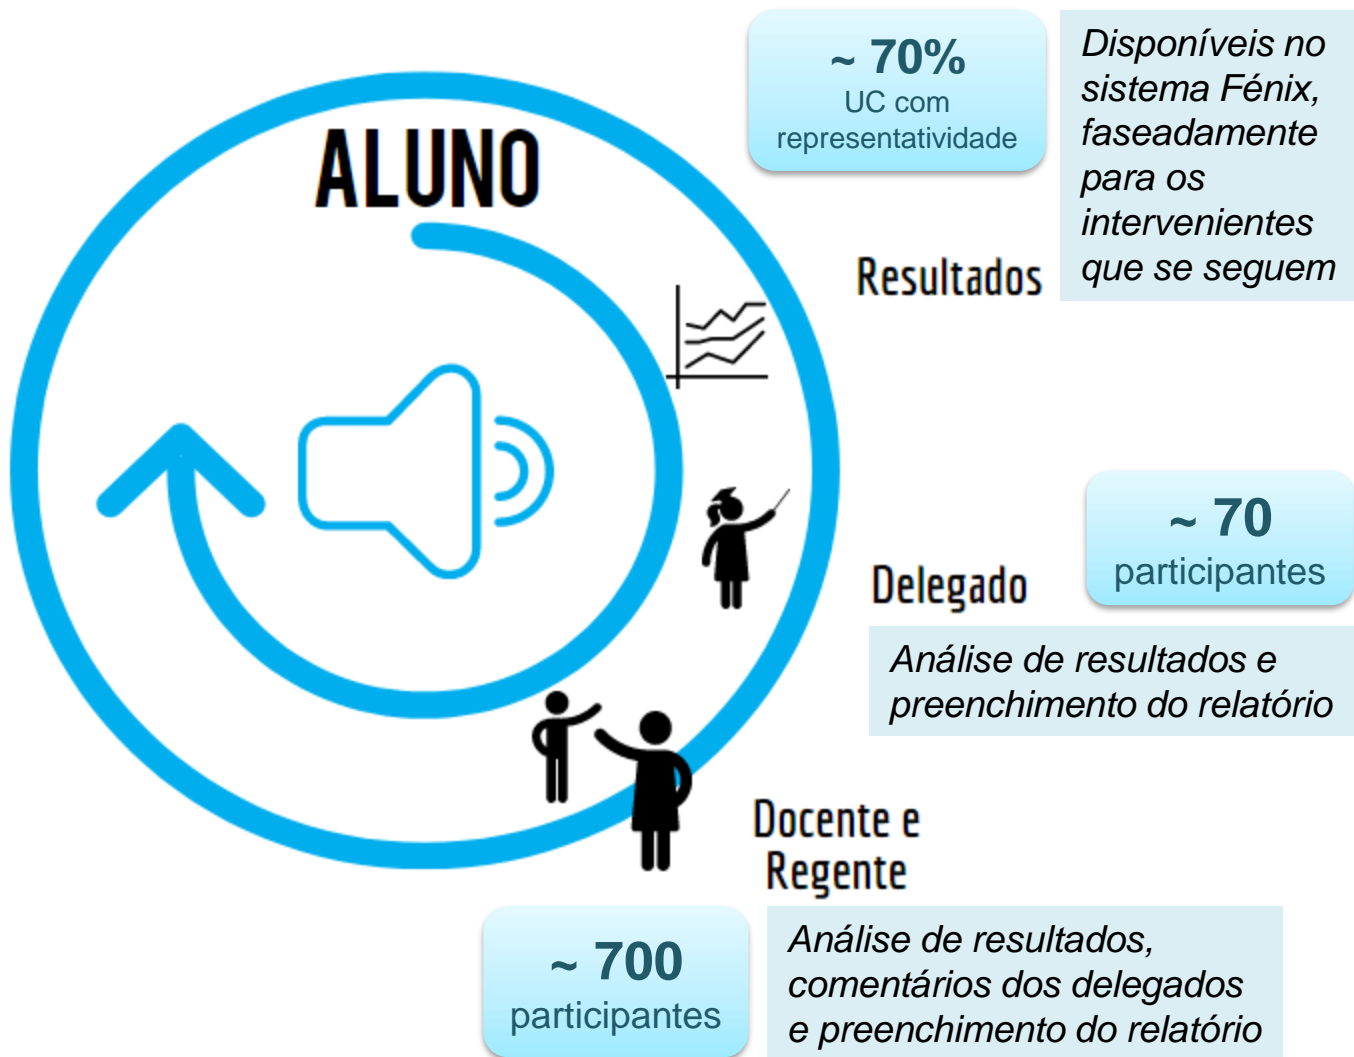 ALUNO
~ 70%
UC com
representatividade
Disponíveis no
sistema Fénix,
faseadamente
para os
intervenientes
que se seguem
Resultados
Delegado
~ 70
participantes
Análise de resultados e
preenchimento do relatório
Docente e
Regente
~ 700
participantes
Análise de resultados,
comentários dos delegados
e preenchimento do relatório